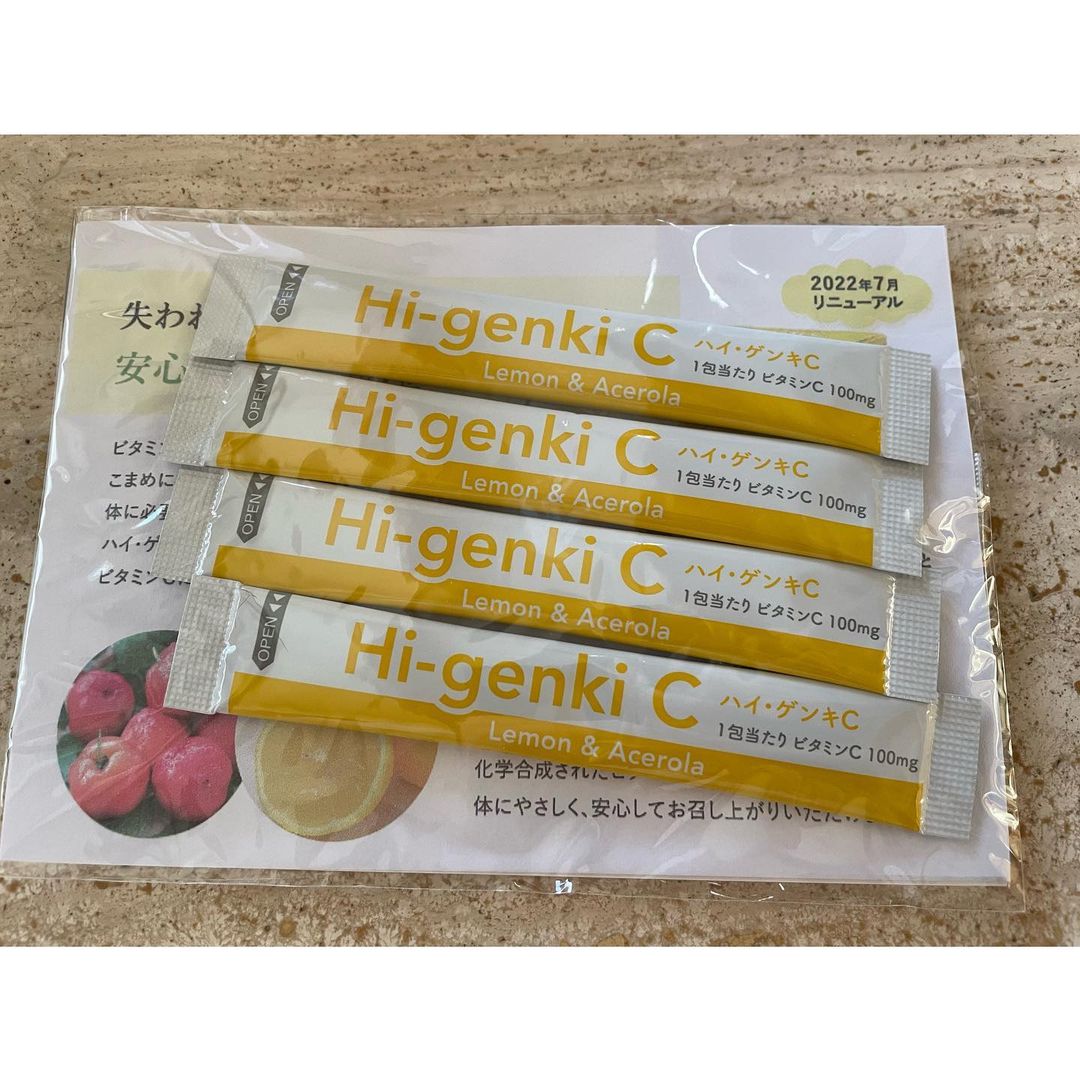 2022年7月
リニューアル
失われ
安心
ビタミ
こまめに
体に必要
ハイ・ゲ
ビタミンC
OPEN
Hi-genki C
ハイ・ゲンキC
1包当たり ビタミンC 100mg
Lemon & Acerola
OPEN
Hi-genki C
ハイ・ゲンキC
1包当たり ビタミンC 100mg
Lemon & Acerola
OPEN
Hi-genki C
ハイ・ゲンキC
1包当たり ビタミンC 100mg
Lemon & Acerola
OPEN
Hi-genki C
ハイ・ゲンキC
1包当たり ビタミンC 100mg
Lemon & Acerola
と
化学合成された
体にやさしく、安心してお召し上がりいただ